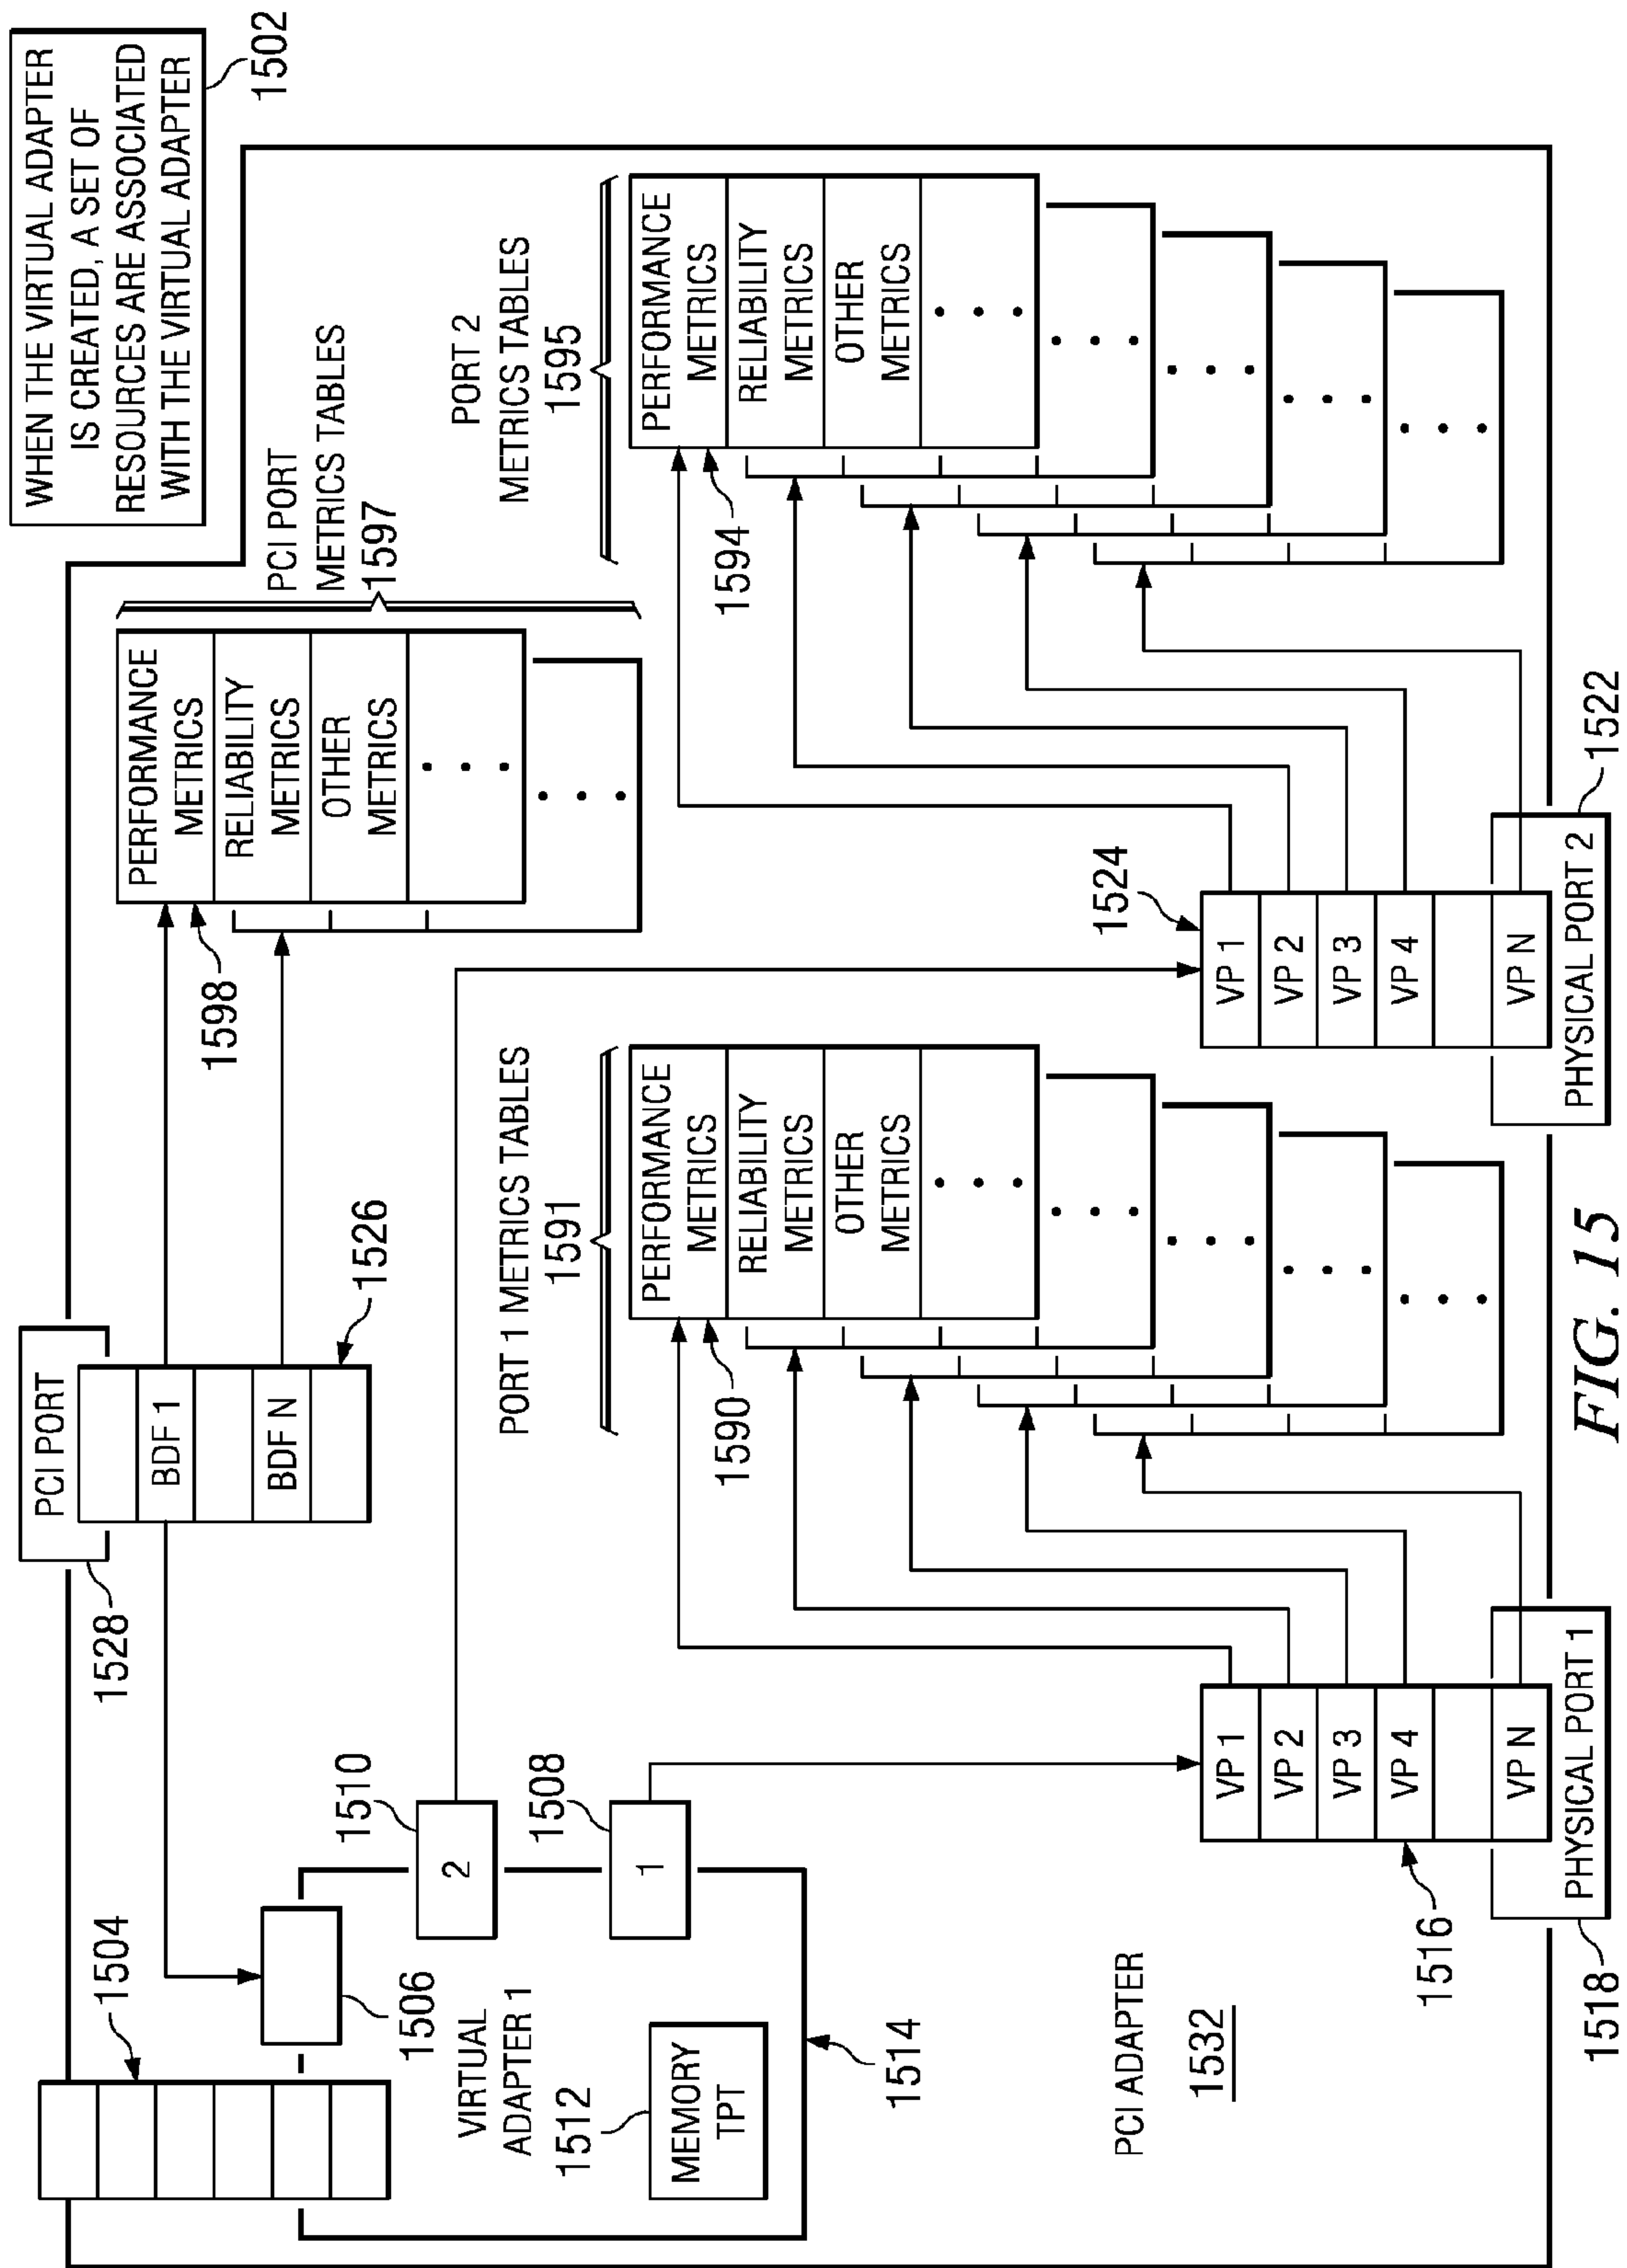 WHEN THE VIRTUAL ADAPTER
IS CREATED, A SET OF
RESOURCES ARE ASSOCIATED
WITH THE VIRTUAL ADAPTER
1502
1504
1528
PCI PORT
BDF 1
BDF N
1526
PCI PORT
METRICS TABLES
1597
PERFORMANCE
METRICS
RELIABILITY
METRICS
OTHER
METRICS
1598
1506
1510
2
1508
1
VIRTUAL
ADAPTER 1
1512
MEMORY
TPT
1514
PORT 1 METRICS TABLES
1591
PERFORMANCE
METRICS
RELIABILITY
METRICS
OTHER
METRICS
1590
PORT 2
METRICS TABLES
1595
PERFORMANCE
METRICS
RELIABILITY
METRICS
OTHER
METRICS
1594
PCI ADAPTER
1532
VP 1
VP 2
VP 3
VP 4
VP N
1516
PHYSICAL PORT 1
1518
1524
VP 1
VP 2
VP 3
VP 4
VP N
PHYSICAL PORT 2
1522
FIG. 15